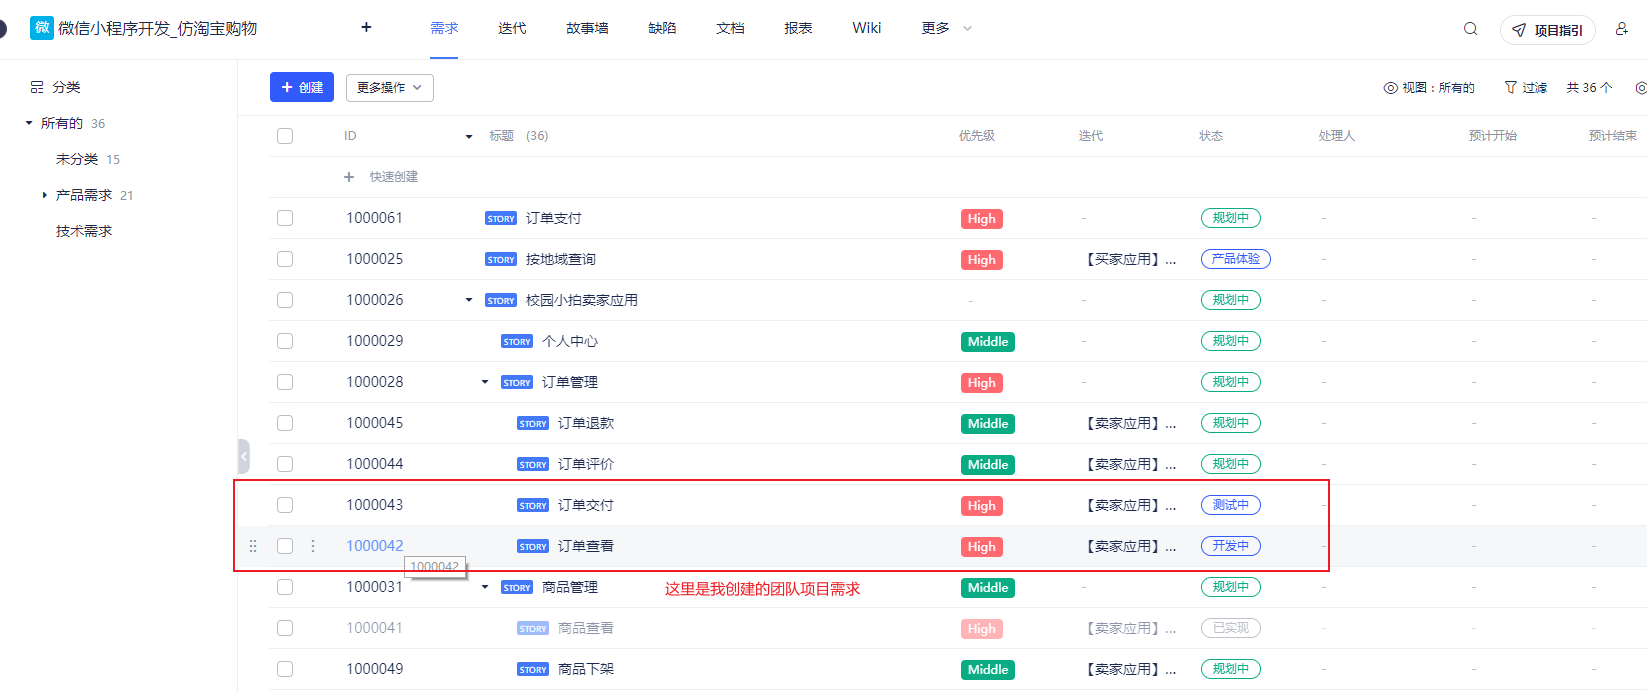 微 微信小程序开发_仿淘宝购物 + 需求 迭代 故事墙 缺陷 文档 报表 Wiki 更多 项目指引
分类
所有的 36
未分类 15
产品需求 21
技术需求
+ 创建 更多操作 视图：所有的 过滤 共 36 个
ID 标题 (36) 优先级 迭代 状态 处理人 预计开始 预计结束
+ 快速创建
1000061 STORY 订单支付 High - 规划中 - - -
1000025 STORY 按地域查询 High 【买家应用】... 产品体验 - - -
1000026 STORY 校园小拍卖家应用 - - 规划中 - - -
1000029 STORY 个人中心 Middle - 规划中 - - -
1000028 STORY 订单管理 High - 规划中 - - -
1000045 STORY 订单退款 Middle 【卖家应用】... 规划中 - - -
1000044 STORY 订单评价 Middle 【卖家应用】... 规划中 - - -
1000043 STORY 订单交付 High 【卖家应用】... 测试中 - - -
1000042 STORY 订单查看 High 【卖家应用】... 开发中 - - -
1000042
1000031 STORY 商品管理 这里是我创建的团队项目需求 Middle - 规划中 - - -
1000041 STORY 商品查看 High 【卖家应用】... 已实现 - - -
1000049 STORY 商品下架 Middle 【卖家应用】... 规划中 - - -